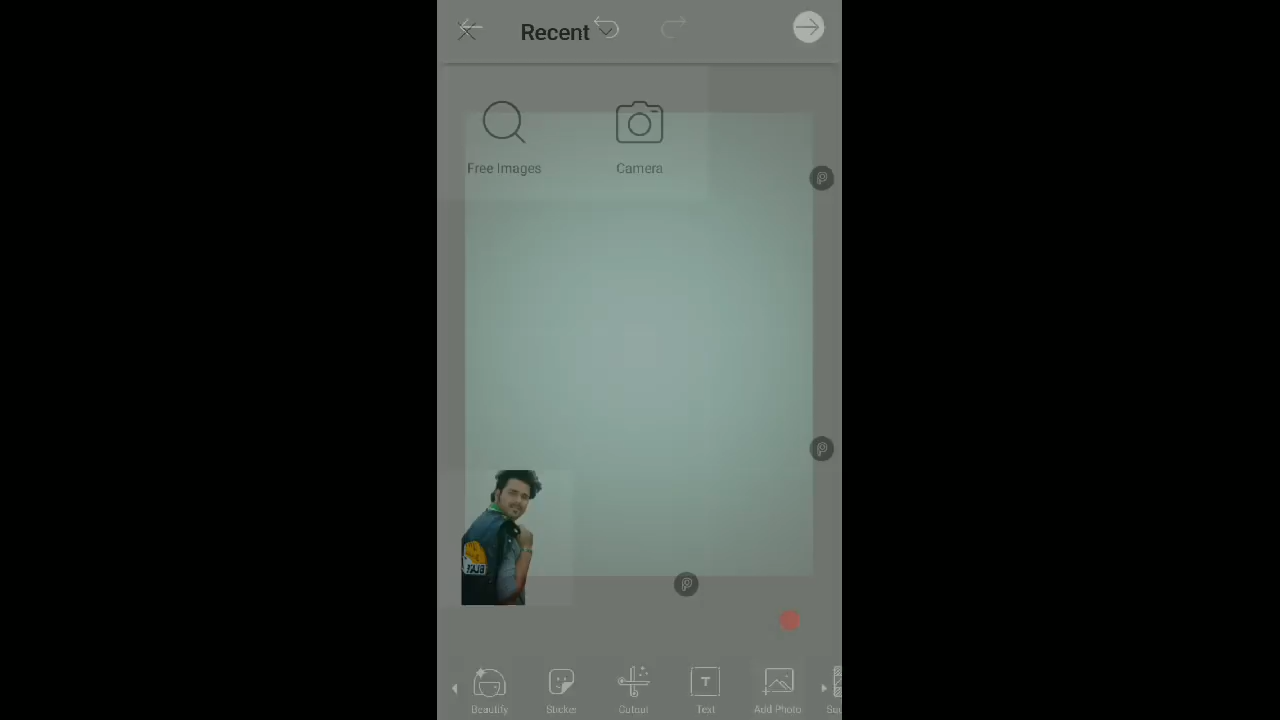 Recent
Free Images
Camera
Beautify
Sticker
Cutout
Text
Add Photo